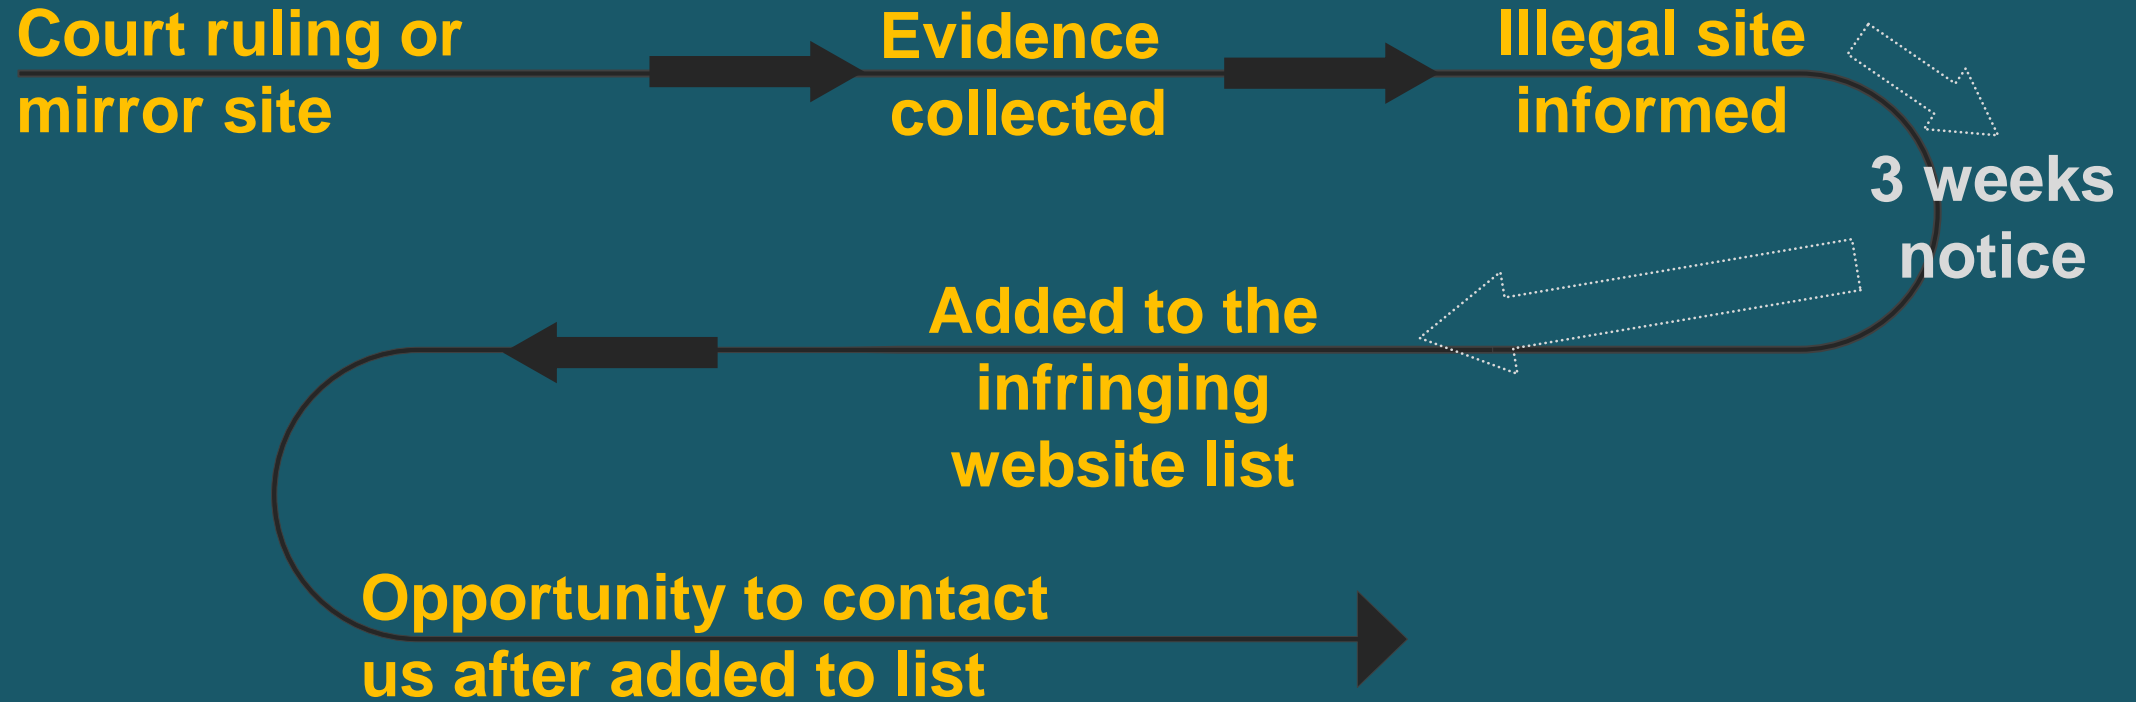 Court ruling or
mirror site
Evidence
collected
Illegal site
informed
3 weeks
notice
Added to the
infringing
website list
Opportunity to contact
us after added to list